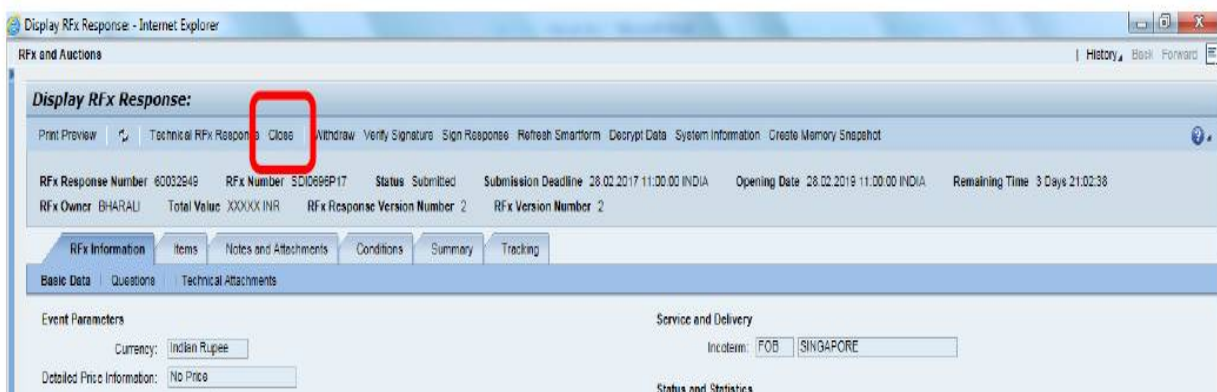 Display RFx Response: - Internet Explorer
RFx and Auctions | History Back Forward
Display RFx Response:
Print Preview Technical RFx Response Close Withdraw Verify Signature Sign Response Refresh Smartform Decrypt Data System Information Create Memory Snapshot
RFx Response Number 60032949 RFx Number SDI0696P17 Status Submitted Submission Deadline 28.02.2017 11:00:00 INDIA Opening Date 28.02.2019 11:00:00 INDIA Remaining Time 3 Days 21:02:38
RFx Owner BHARALI Total Value XXXXX INR RFx Response Version Number 2 RFx Version Number 2
RFx Information Items Notes and Attachments Conditions Summary Tracking
Basic Data Questions Technical Attachments
Event Parameters Service and Delivery
Currency: Indian Rupee Incoterm: FOB SINGAPORE
Detailed Price Information: No Price
Status and Statistics